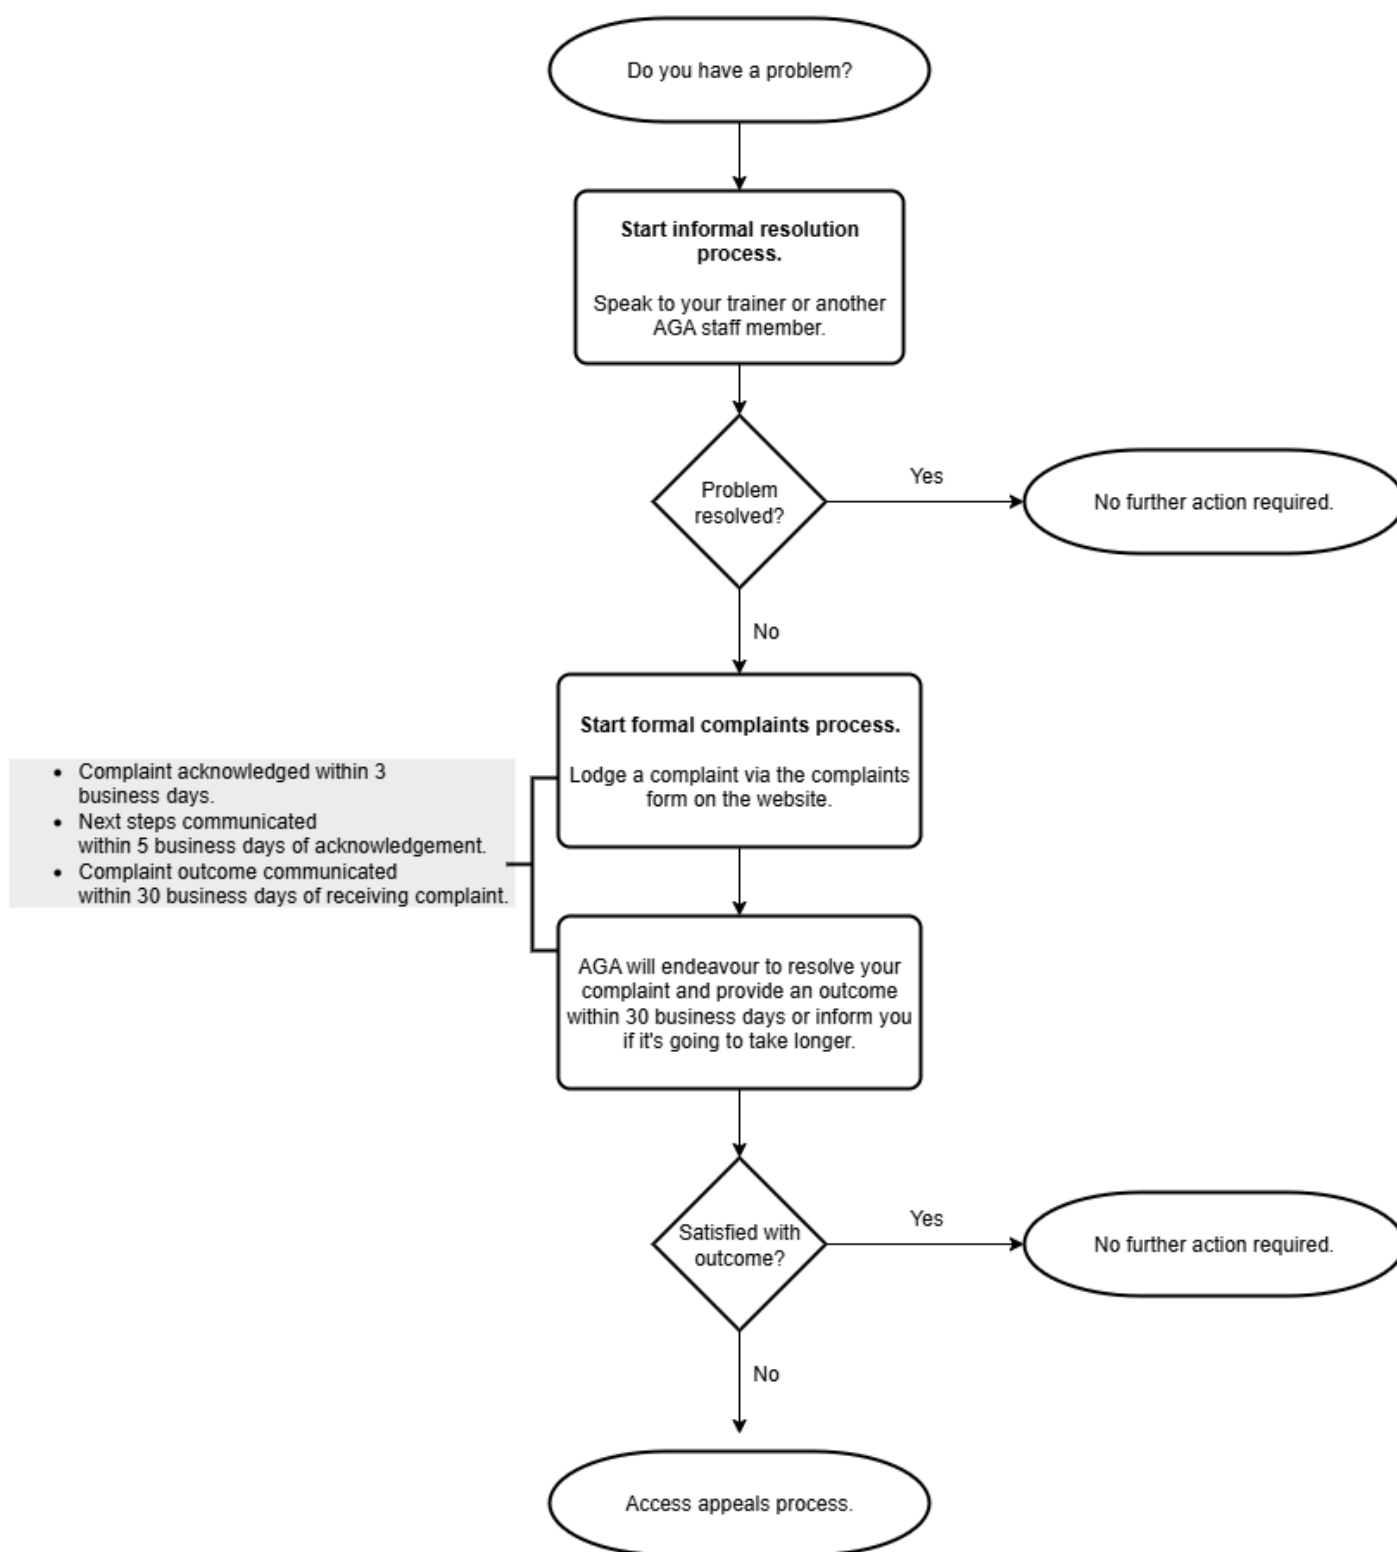 Do you have a problem?
Start informal resolution
process.
Speak to your trainer or another
AGA staff member.
Problem
resolved?
Yes
No further action required.
No
Start formal complaints process.
Lodge a complaint via the complaints
form on the website.
• Complaint acknowledged within 3
business days.
• Next steps communicated
within 5 business days of acknowledgement.
• Complaint outcome communicated
within 30 business days of receiving complaint.
AGA will endeavour to resolve your
complaint and provide an outcome
within 30 business days or inform you
if it's going to take longer.
Satisfied with
outcome?
Yes
No further action required.
No
Access appeals process.